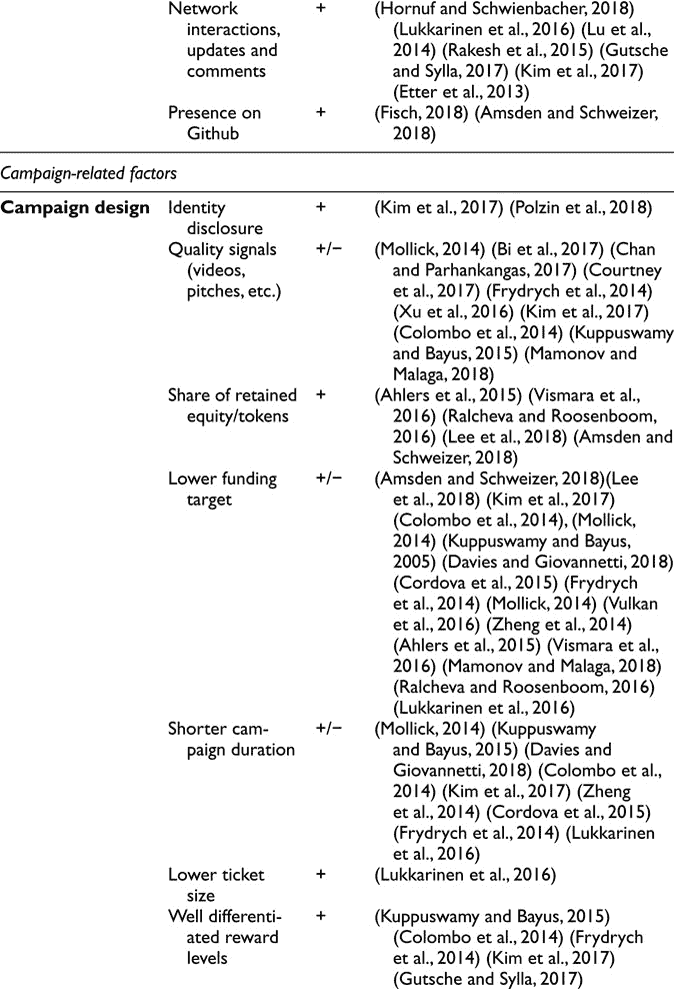 Network + (Hornuf and Schwienbacher, 2018)
interactions, (Lukkarinen et al., 2016) (Lu et al.,
updates and 2014) (Rakesh et al., 2015) (Gutsche
comments and Sylla, 2017) (Kim et al., 2017)
(Etter et al., 2013)
Presence on + (Fisch, 2018) (Amsden and Schweizer,
Github 2018)
Campaign-related factors
Campaign design Identity + (Kim et al., 2017) (Polzin et al., 2018)
disclosure
Quality signals +/− (Mollick, 2014) (Bi et al., 2017) (Chan
(videos, and Parhankangas, 2017) (Courtney
pitches, etc.) et al., 2017) (Frydrych et al., 2014)
(Xu et al., 2016) (Kim et al., 2017)
(Colombo et al., 2014) (Kuppuswamy
and Bayus, 2015) (Mamonov and
Malaga, 2018)
Share of retained + (Ahlers et al., 2015) (Vismara et al.,
equity/tokens 2016) (Ralcheva and Roosenboom,
2016) (Lee et al., 2018) (Amsden and
Schweizer, 2018)
Lower funding +/− (Amsden and Schweizer, 2018)(Lee
target et al., 2018) (Kim et al., 2017)
(Colombo et al., 2014), (Mollick,
2014) (Kuppuswamy and Bayus,
2005) (Davies and Giovannetti, 2018)
(Cordova et al., 2015) (Frydrych
et al., 2014) (Mollick, 2014) (Vulkan
et al., 2016) (Zheng et al., 2014)
(Ahlers et al., 2015) (Vismara et al.,
2016) (Mamonov and Malaga, 2018)
(Ralcheva and Roosenboom, 2016)
(Lukkarinen et al., 2016)
Shorter cam- +/− (Mollick, 2014) (Kuppuswamy
paign duration and Bayus, 2015) (Davies and
Giovannetti, 2018) (Colombo et al.,
2014) (Kim et al., 2017) (Zheng
et al., 2014) (Cordova et al., 2015)
(Frydrych et al., 2014) (Lukkarinen
et al., 2016)
Lower ticket + (Lukkarinen et al., 2016)
size
Well differenti- + (Kuppuswamy and Bayus, 2015)
ated reward (Colombo et al., 2014) (Frydrych
levels et al., 2014) (Kim et al., 2017)
(Gutsche and Sylla, 2017)